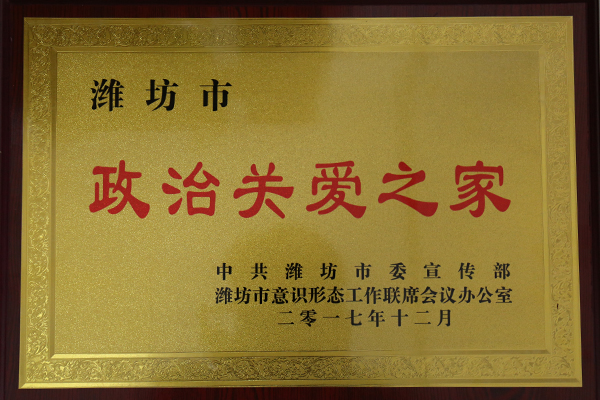 潍坊市
政治关爱之家
中共潍坊市委宣传部
潍坊市意识形态工作联席会议办公室
二零一七年十二月